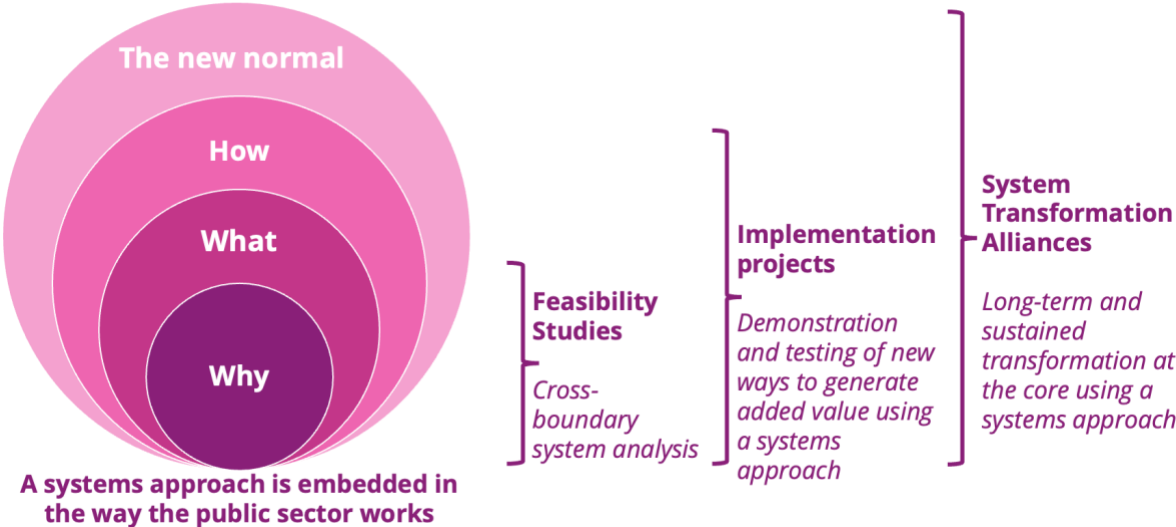 The new normal
How
What
Why
A systems approach is embedded in
the way the public sector works
Feasibility
Studies
Cross-
boundary
system analysis
Implementation
projects
Demonstration
and testing of new
ways to generate
added value using
a systems
approach
System
Transformation
Alliances
Long-term and
sustained
transformation at
the core using a
systems approach